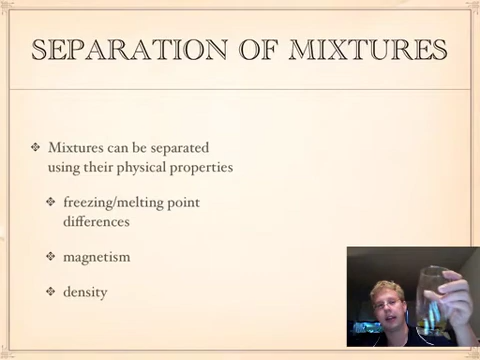 SEPARATION OF MIXTURES
Mixtures can be separated
using their physical properties
freezing/melting point
differences
magnetism
density